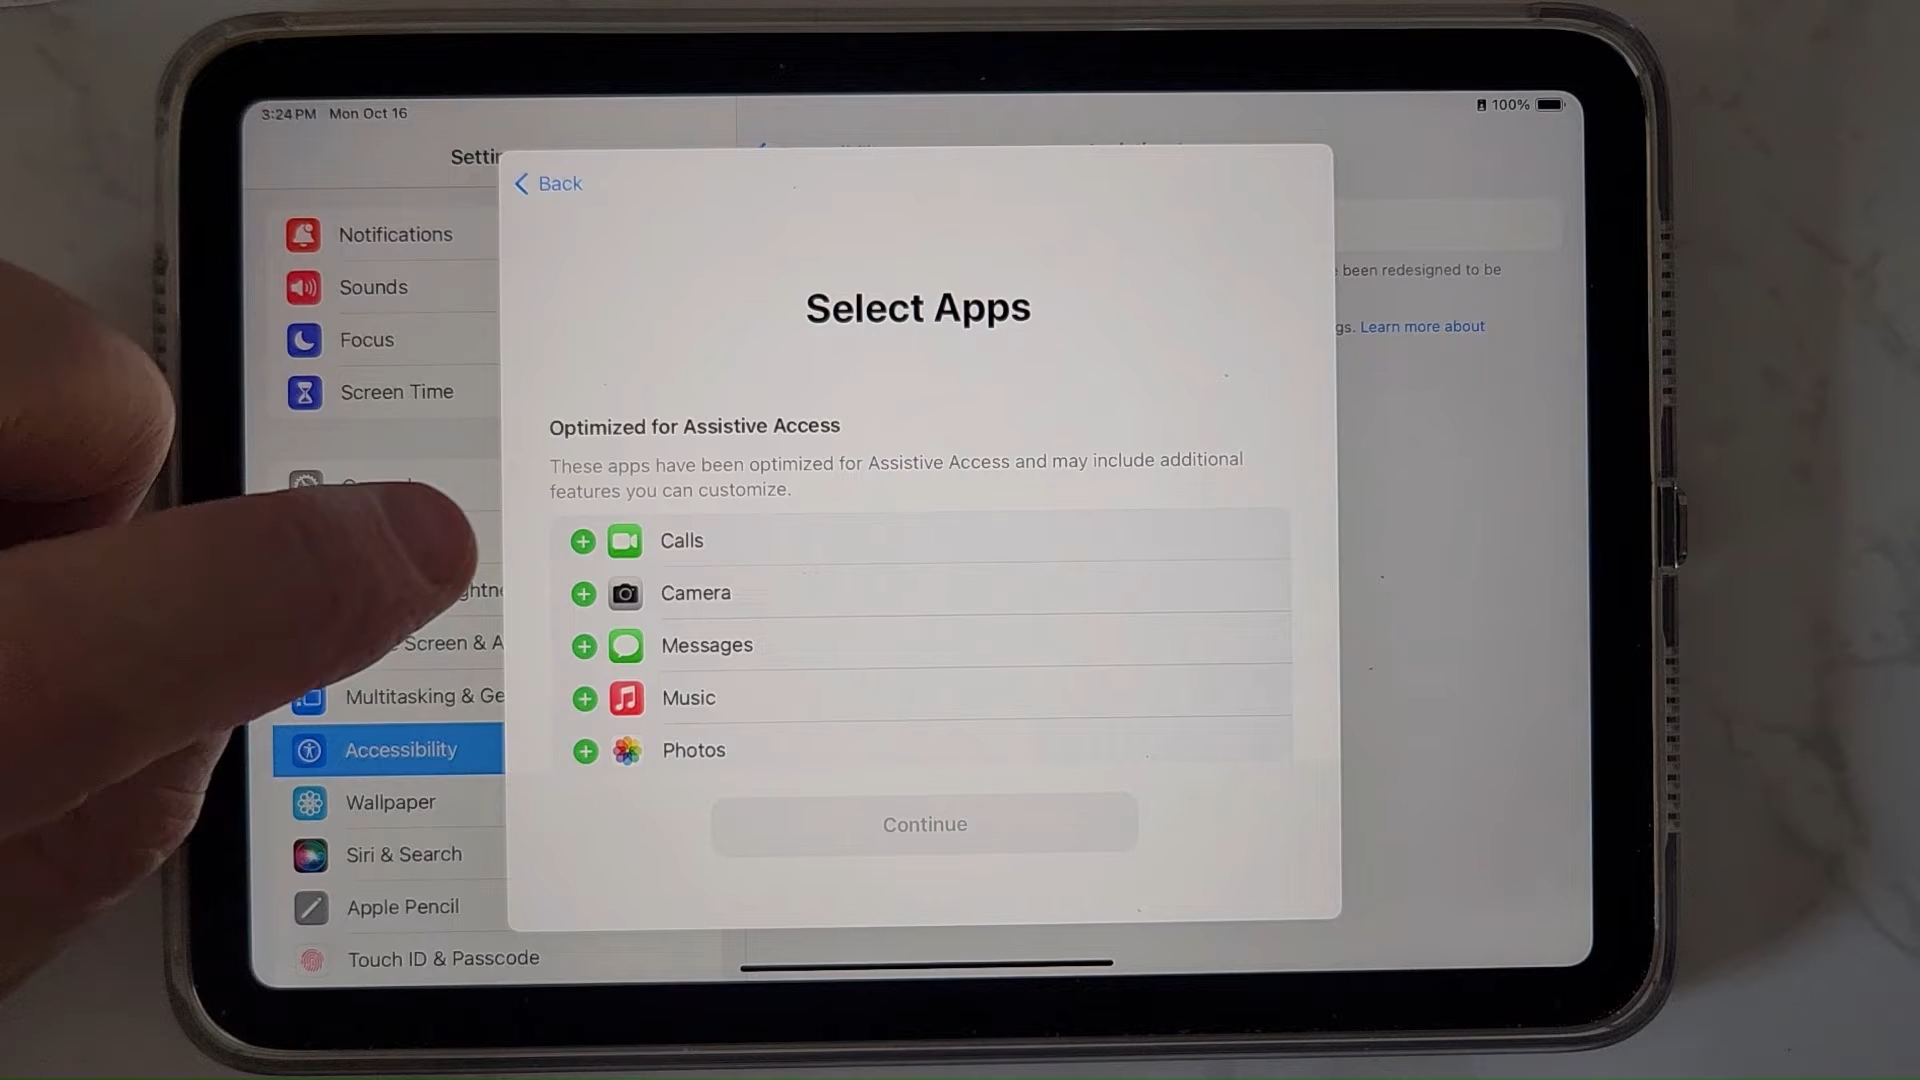 3:24 PM Mon Oct 16
100%
Settin
Notifications
Sounds
Focus
Screen Time
Screen & A
Multitasking & Ge
Accessibility
Wallpaper
Siri & Search
Apple Pencil
Touch ID & Passcode
Back
Select Apps
Optimized for Assistive Access
These apps have been optimized for Assistive Access and may include additional
features you can customize.
Calls
Camera
Messages
Music
Photos
Continue
been redesigned to be
gs. Learn more about